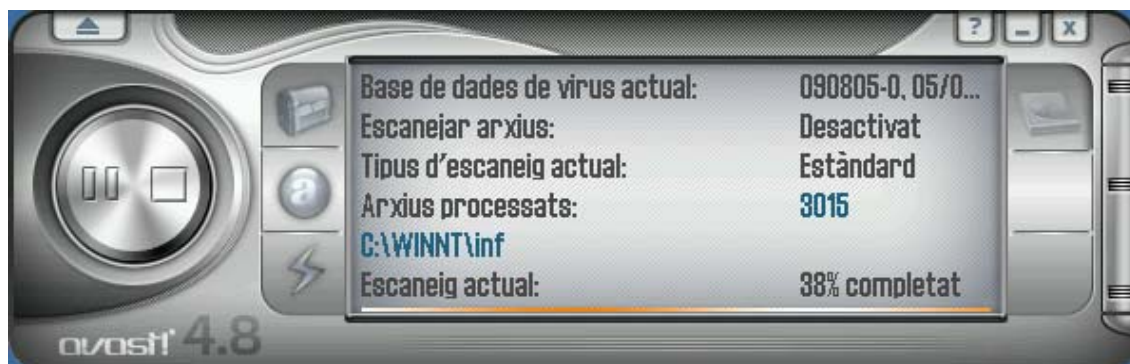 ? _ x
Base de dades de virus actual: 090805-0, 05/0...
Escanejar arxius: Desactivat
Tipus d'escaneig actual: Estàndard
Arxius processats: 3015
C:\WINNT\inf
Escaneig actual: 38% completat
a
avast! 4.8